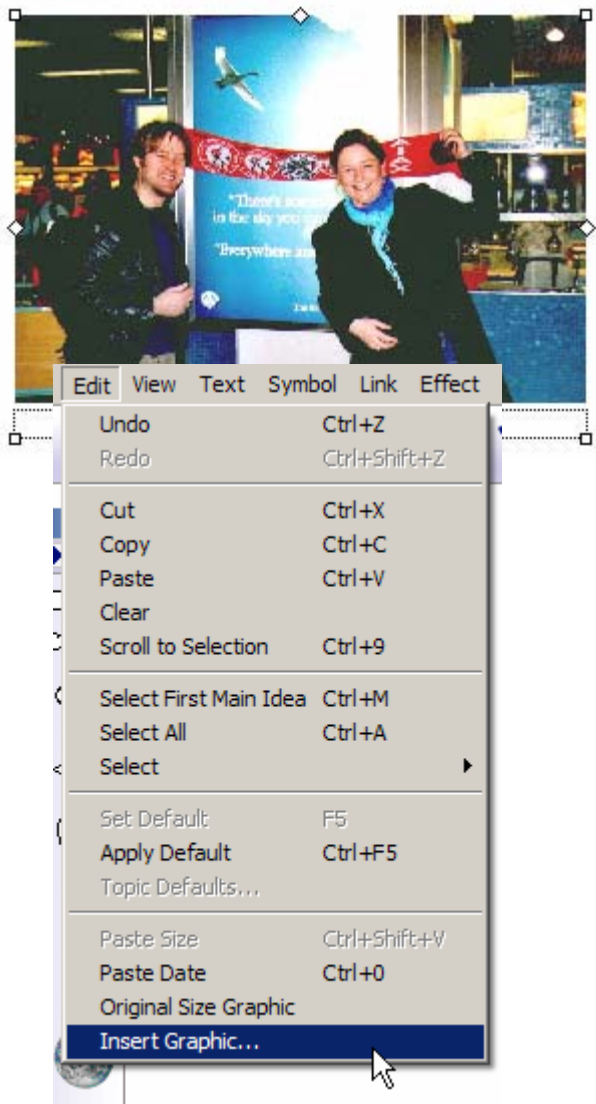 AJAX
"There's
in the sky you
"Everywhere
Edit View Text Symbol Link Effect
Undo Ctrl+Z
Redo Ctrl+Shift+Z
Cut Ctrl+X
Copy Ctrl+C
Paste Ctrl+V
Clear
Scroll to Selection Ctrl+9
Select First Main Idea Ctrl+M
Select All Ctrl+A
Select
Set Default F5
Apply Default Ctrl+F5
Topic Defaults...
Paste Size Ctrl+Shift+V
Paste Date Ctrl+0
Original Size Graphic
Insert Graphic...